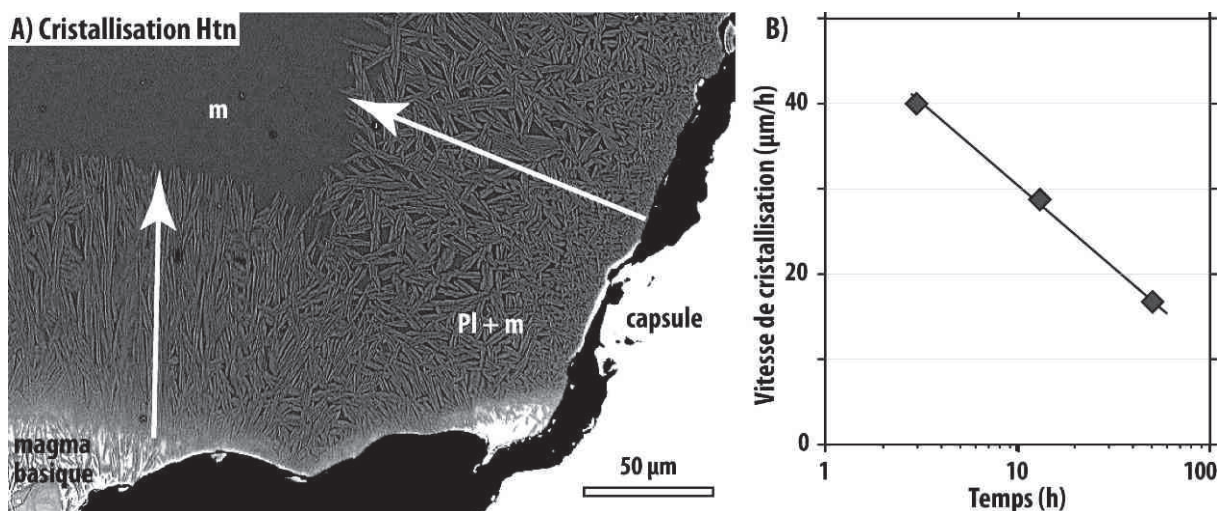 A) Cristallisation Htn
m
Pl + m
capsule
magma
basique
50 µm
B)
Vitesse de cristallisation (µm/h)
40
20
0
1
10
100
Temps (h)